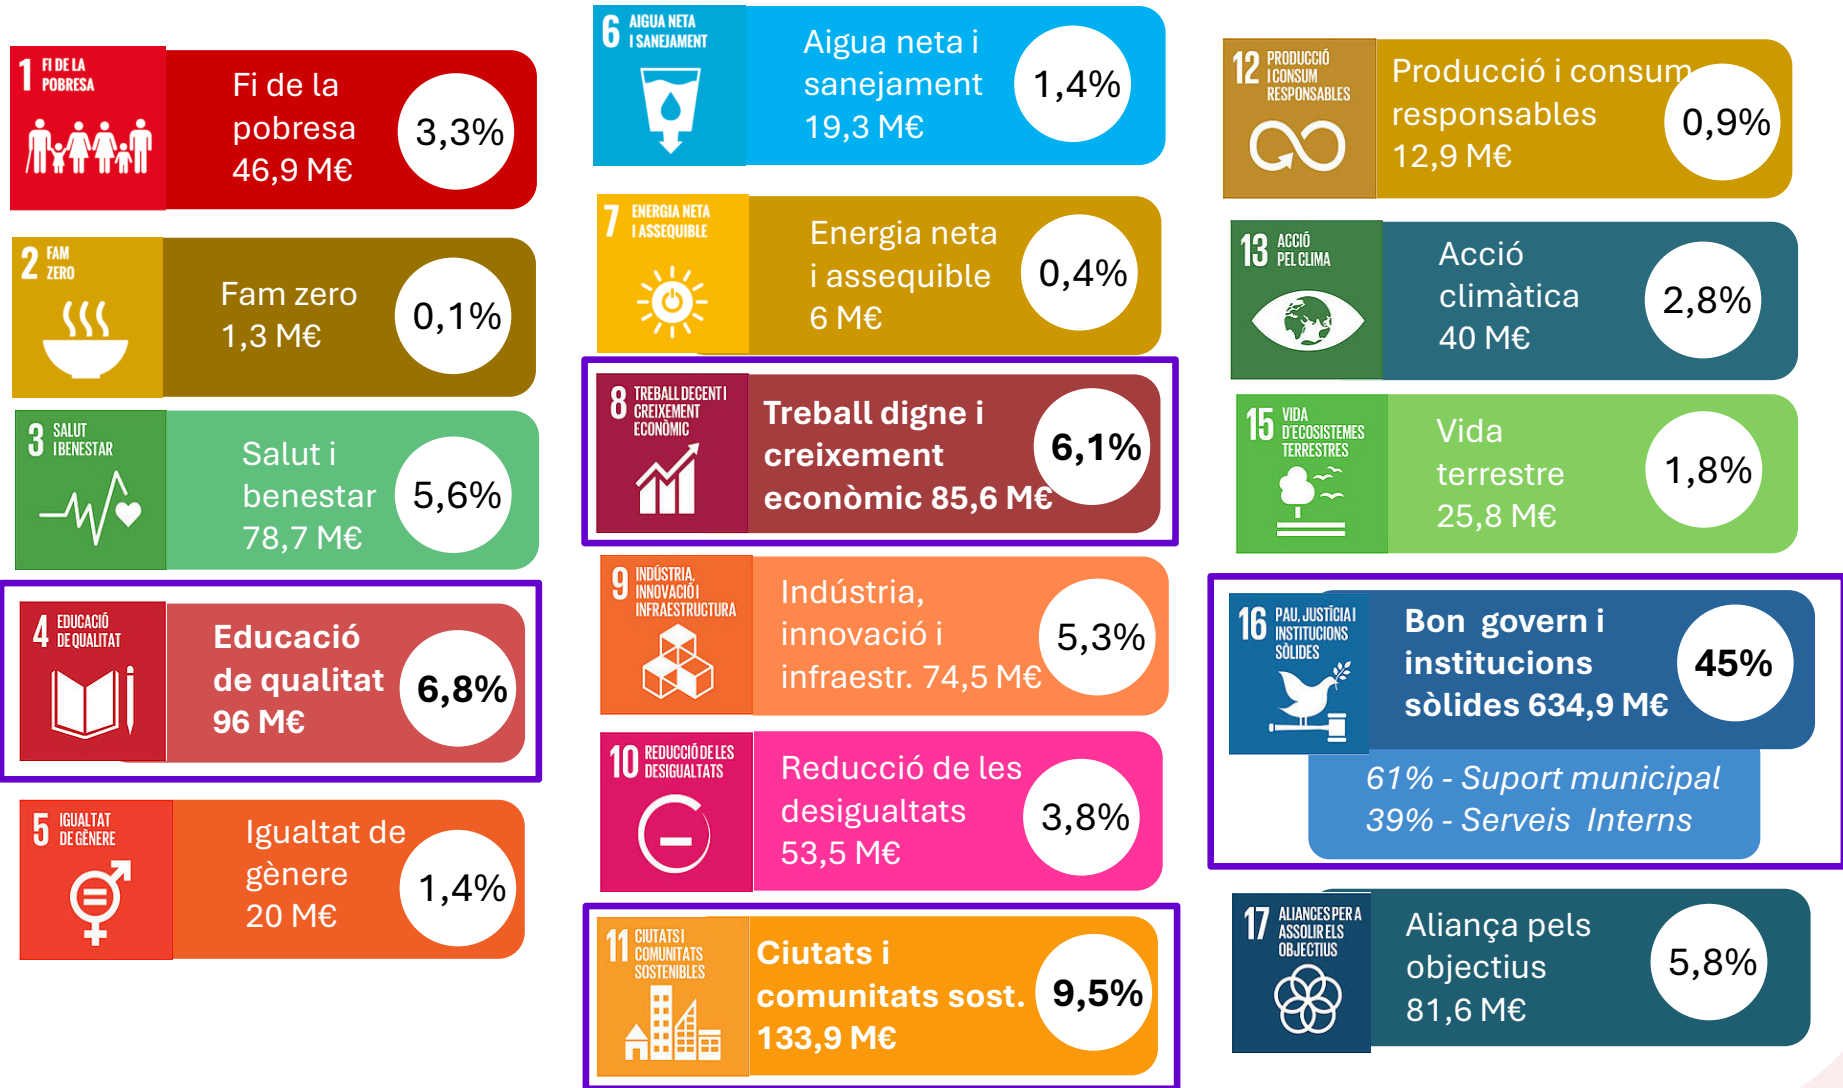 1 FI DE LA
POBRESA
Fi de la
pobresa
46,9 M€
3,3%
2 FAM
ZERO
Fam zero
1,3 M€
0,1%
3 SALUT
I BENESTAR
Salut i
benestar
78,7 M€
5,6%
4 EDUCACIÓ
DE QUALITAT
Educació
de qualitat
96 M€
6,8%
5 IGUALTAT
DE GÈNERE
Igualtat de
gènere
20 M€
1,4%
6 AIGUA NETA
I SANEJAMENT
Aigua neta i
sanejament
19,3 M€
1,4%
7 ENERGIA NETA
I ASSEQUIBLE
Energia neta
i assequible
6 M€
0,4%
8 TREBALL DECENT I
CREIXEMENT
ECONÒMIC
Treball digne i
creixement
econòmic 85,6 M€
6,1%
9 INDÚSTRIA,
INNOVACIÓ I
INFRAESTRUCTURA
Indústria,
innovació i
infraestr. 74,5 M€
5,3%
10 REDUCCIÓ DE LES
DESIGUALTATS
Reducció de les
desigualtats
53,5 M€
3,8%
11 CIUTATS I
COMUNITATS
SOSTENIBLES
Ciutats i
comunitats sost.
133,9 M€
9,5%
12 PRODUCCIÓ
I CONSUM
RESPONSABLES
Producció i consum
responsables
12,9 M€
0,9%
13 ACCIÓ
PEL CLIMA
Acció
climàtica
40 M€
2,8%
15 VIDA
D'ECOSISTEMES
TERRESTRES
Vida
terrestre
25,8 M€
1,8%
16 PAU, JUSTÍCIA I
INSTITUCIONS
SÒLIDES
Bon govern i
institucions
sòlides 634,9 M€
45%
61% - Suport municipal
39% - Serveis Interns
17 ALIANCES PER A
ASSOLIR ELS
OBJECTIUS
Aliança pels
objectius
81,6 M€
5,8%